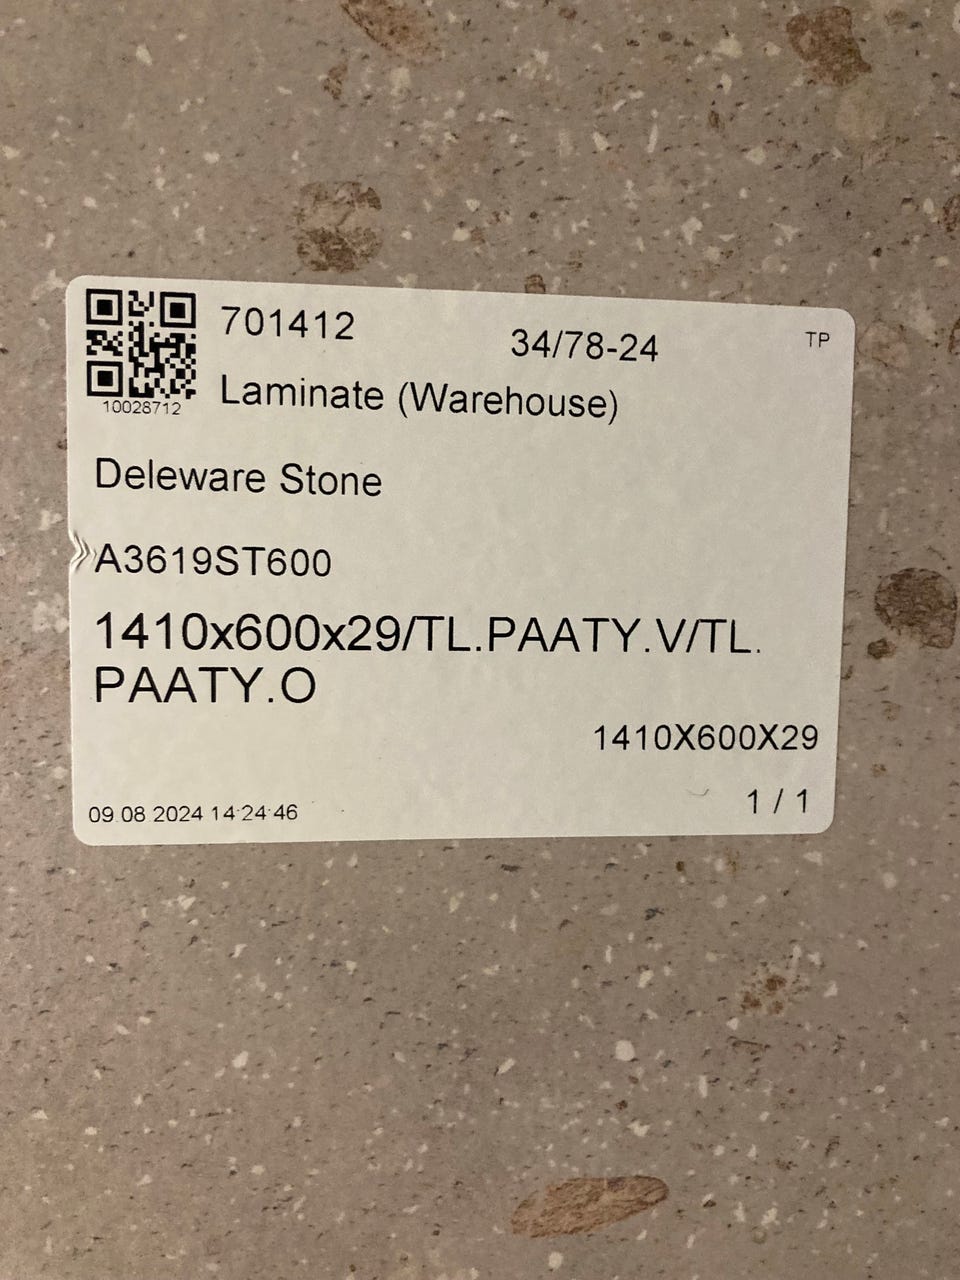 701412
34/78-24
TP
10028712
Laminate (Warehouse)
Deleware Stone
A3619ST600
1410x600x29/TL.PAATY.V/TL.
PAATY.O
1410X600X29
09.08 2024 14:24:46
1 / 1